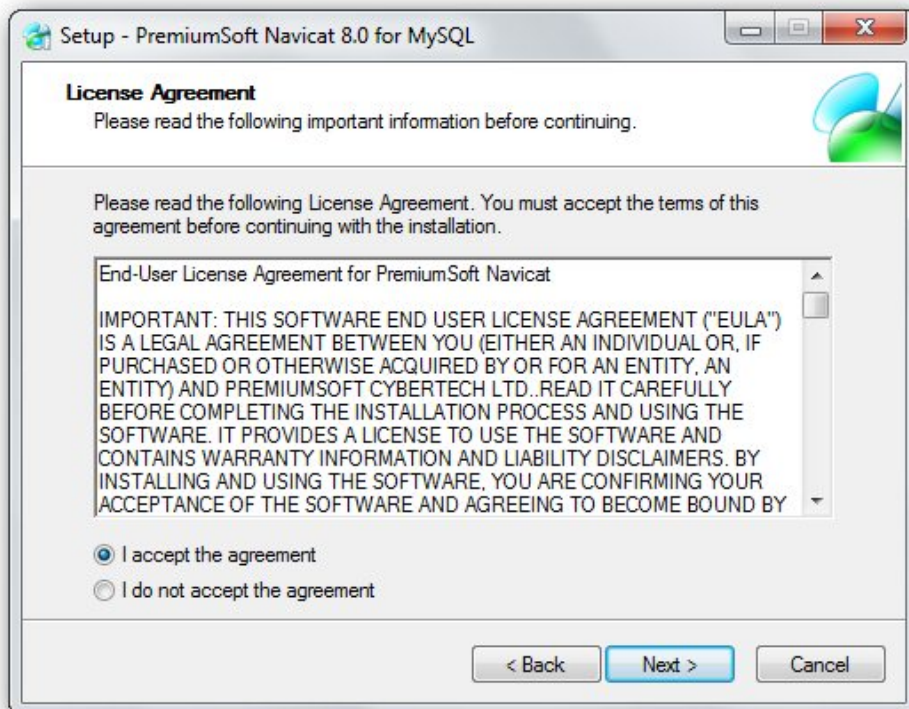 Setup - PremiumSoft Navicat 8.0 for MySQL
License Agreement
Please read the following important information before continuing.
Please read the following License Agreement. You must accept the terms of this
agreement before continuing with the installation.
End-User License Agreement for PremiumSoft Navicat
IMPORTANT: THIS SOFTWARE END USER LICENSE AGREEMENT ("EULA")
IS A LEGAL AGREEMENT BETWEEN YOU (EITHER AN INDIVIDUAL OR, IF
PURCHASED OR OTHERWISE ACQUIRED BY OR FOR AN ENTITY, AN
ENTITY) AND PREMIUMSOFT CYBERTECH LTD..READ IT CAREFULLY
BEFORE COMPLETING THE INSTALLATION PROCESS AND USING THE
SOFTWARE. IT PROVIDES A LICENSE TO USE THE SOFTWARE AND
CONTAINS WARRANTY INFORMATION AND LIABILITY DISCLAIMERS. BY
INSTALLING AND USING THE SOFTWARE, YOU ARE CONFIRMING YOUR
ACCEPTANCE OF THE SOFTWARE AND AGREEING TO BECOME BOUND BY
I accept the agreement
I do not accept the agreement
< Back
Next >
Cancel